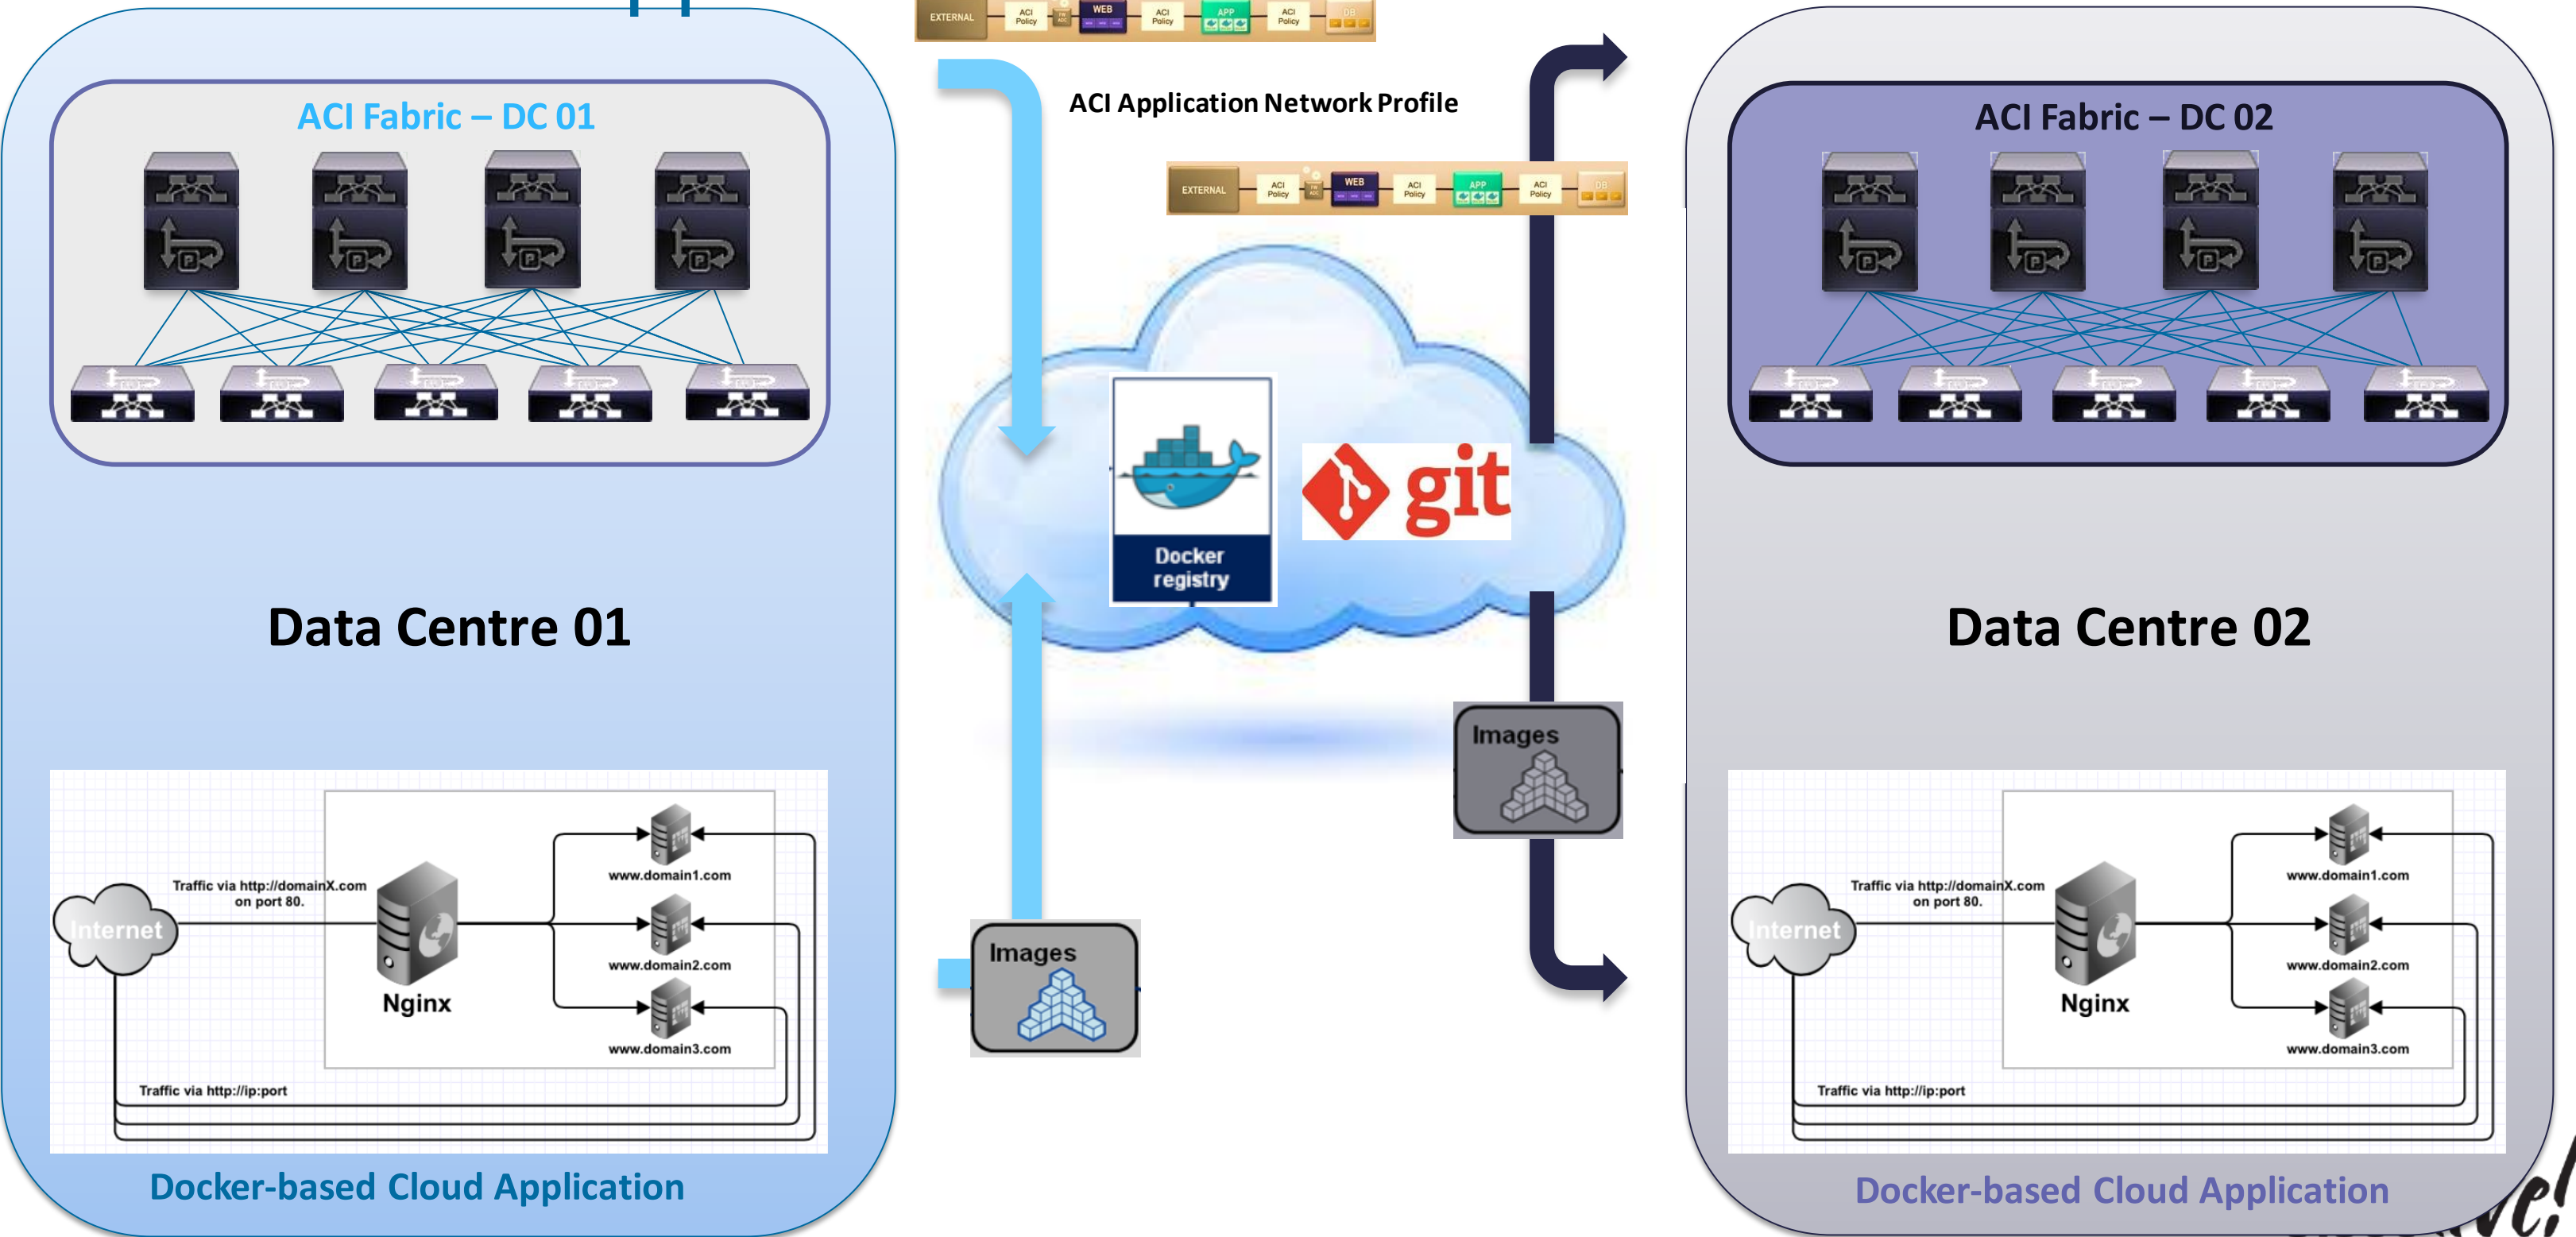 EXTERNAL
ACI
Policy
WEB
ACI
Policy
APP
ACI
Policy
DB
ACI Application Network Profile
EXTERNAL
ACI
Policy
WEB
ACI
Policy
APP
ACI
Policy
DB
ACI Fabric – DC 01
Data Centre 01
Internet
Traffic via http://domainX.com
on port 80.
Nginx
www.domain1.com
www.domain2.com
www.domain3.com
Traffic via http://ip:port
Docker-based Cloud Application
Docker
registry
git
Images
Images
ACI Fabric – DC 02
Data Centre 02
Internet
Traffic via http://domainX.com
on port 80.
Nginx
www.domain1.com
www.domain2.com
www.domain3.com
Traffic via http://ip:port
Docker-based Cloud Application